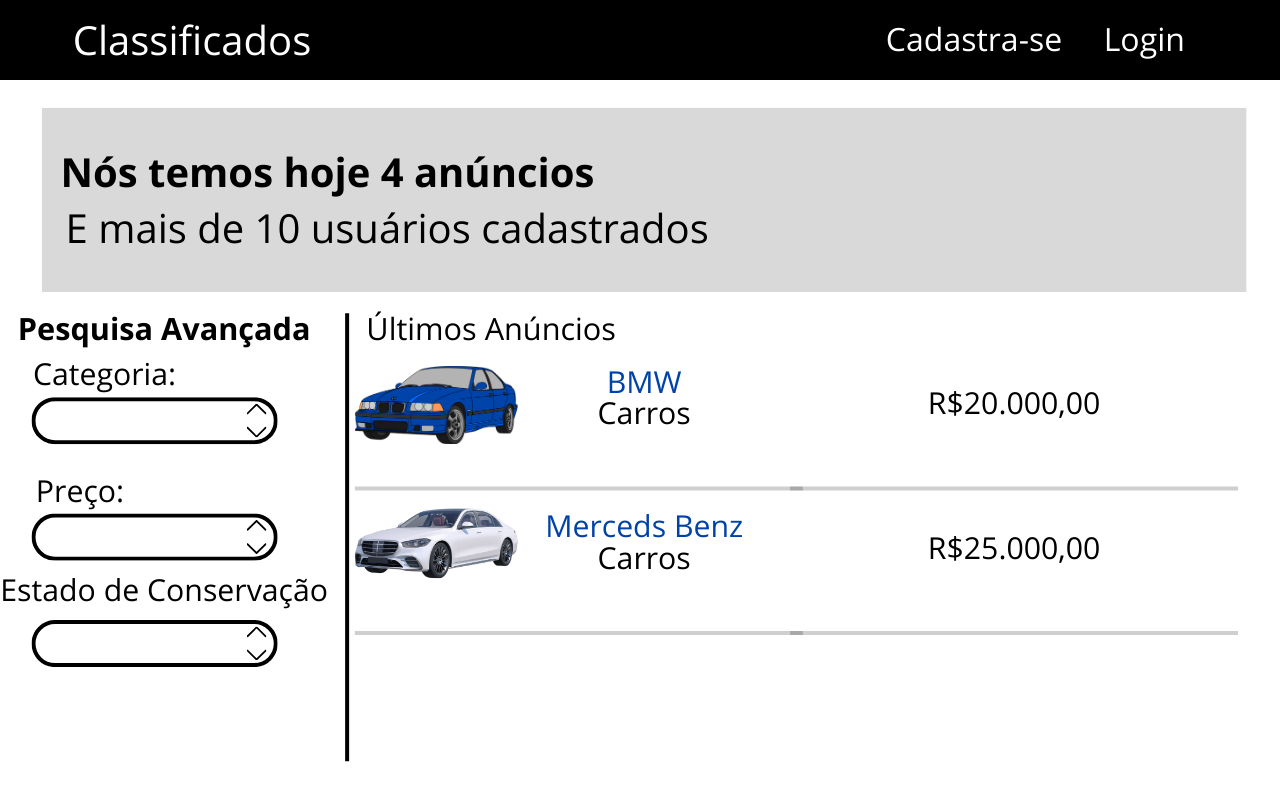 Classificados
Cadastra-se
Login
Nós temos hoje 4 anúncios
E mais de 10 usuários cadastrados
Pesquisa Avançada
Categoria:
Preço:
Estado de Conservação
Últimos Anúncios
BMW
Carros
R$20.000,00
Merceds Benz
Carros
R$25.000,00